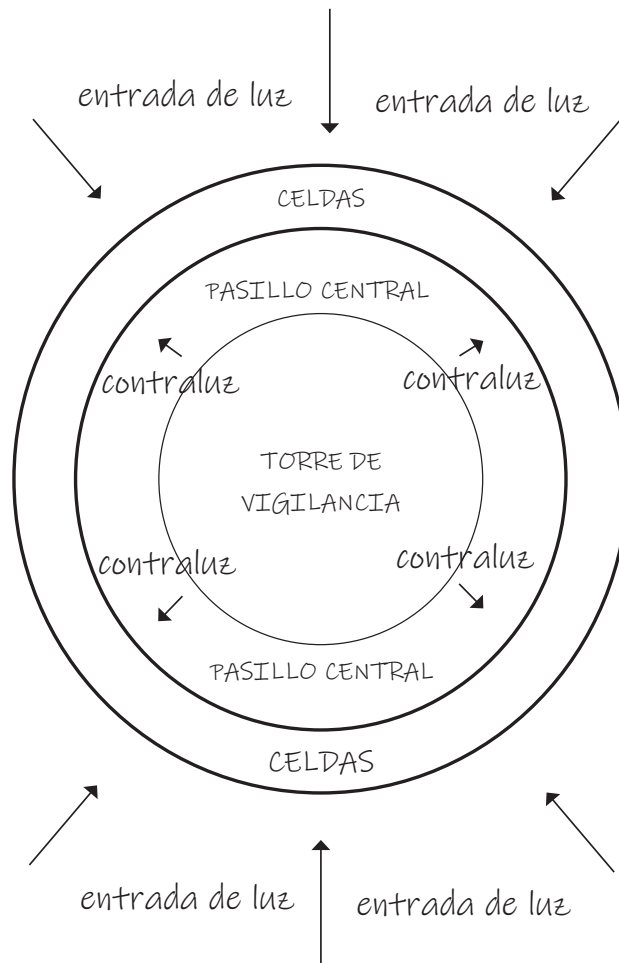 entrada de luz
entrada de luz
CELDAS
PASILLO CENTRAL
contraluz
contraluz
TORRE DE
VIGILANCIA
contraluz
contraluz
PASILLO CENTRAL
CELDAS
entrada de luz
entrada de luz